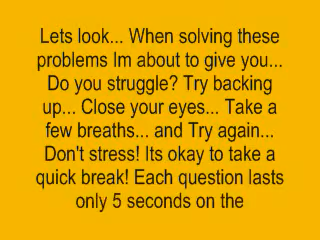 Lets look... When solving these
problems Im about to give you...
Do you struggle? Try backing
up... Close your eyes... Take a
few breaths... and Try again...
Don't stress! Its okay to take a
quick break! Each question lasts
only 5 seconds on the